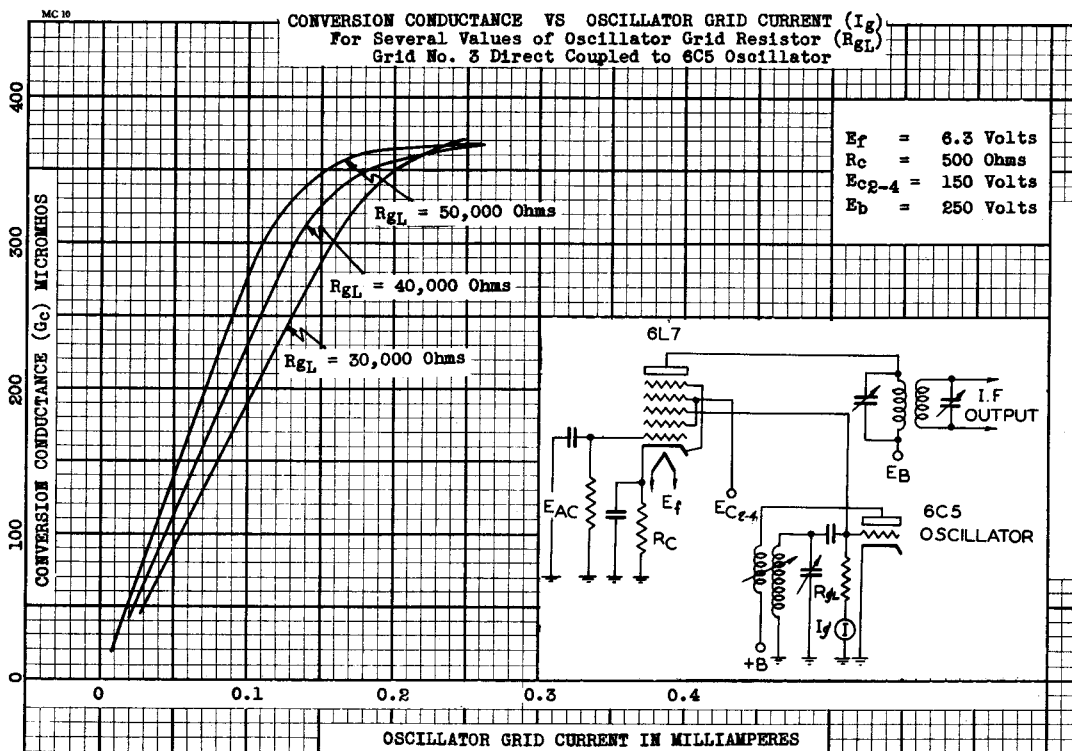 MC 10
CONVERSION CONDUCTANCE VS OSCILLATOR GRID CURRENT (Ig)
For Several Values of Oscillator Grid Resistor (RgL)
Grid No. 3 Direct Coupled to 6C5 Oscillator
Ef = 6.3 Volts
Rc = 500 Ohms
Ec2-4 = 150 Volts
Eb = 250 Volts
CONVERSION CONDUCTANCE (Gc) MICROMHOS
400
300
200
100
0
RgL = 50,000 Ohms
RgL = 40,000 Ohms
RgL = 30,000 Ohms
6L7
I.F
OUTPUT
EB
EAC
Ef
EC2-4
RC
6C5
OSCILLATOR
RgL
Ig
I
+B
0 0.1 0.2 0.3 0.4
OSCILLATOR GRID CURRENT IN MILLIAMPERES